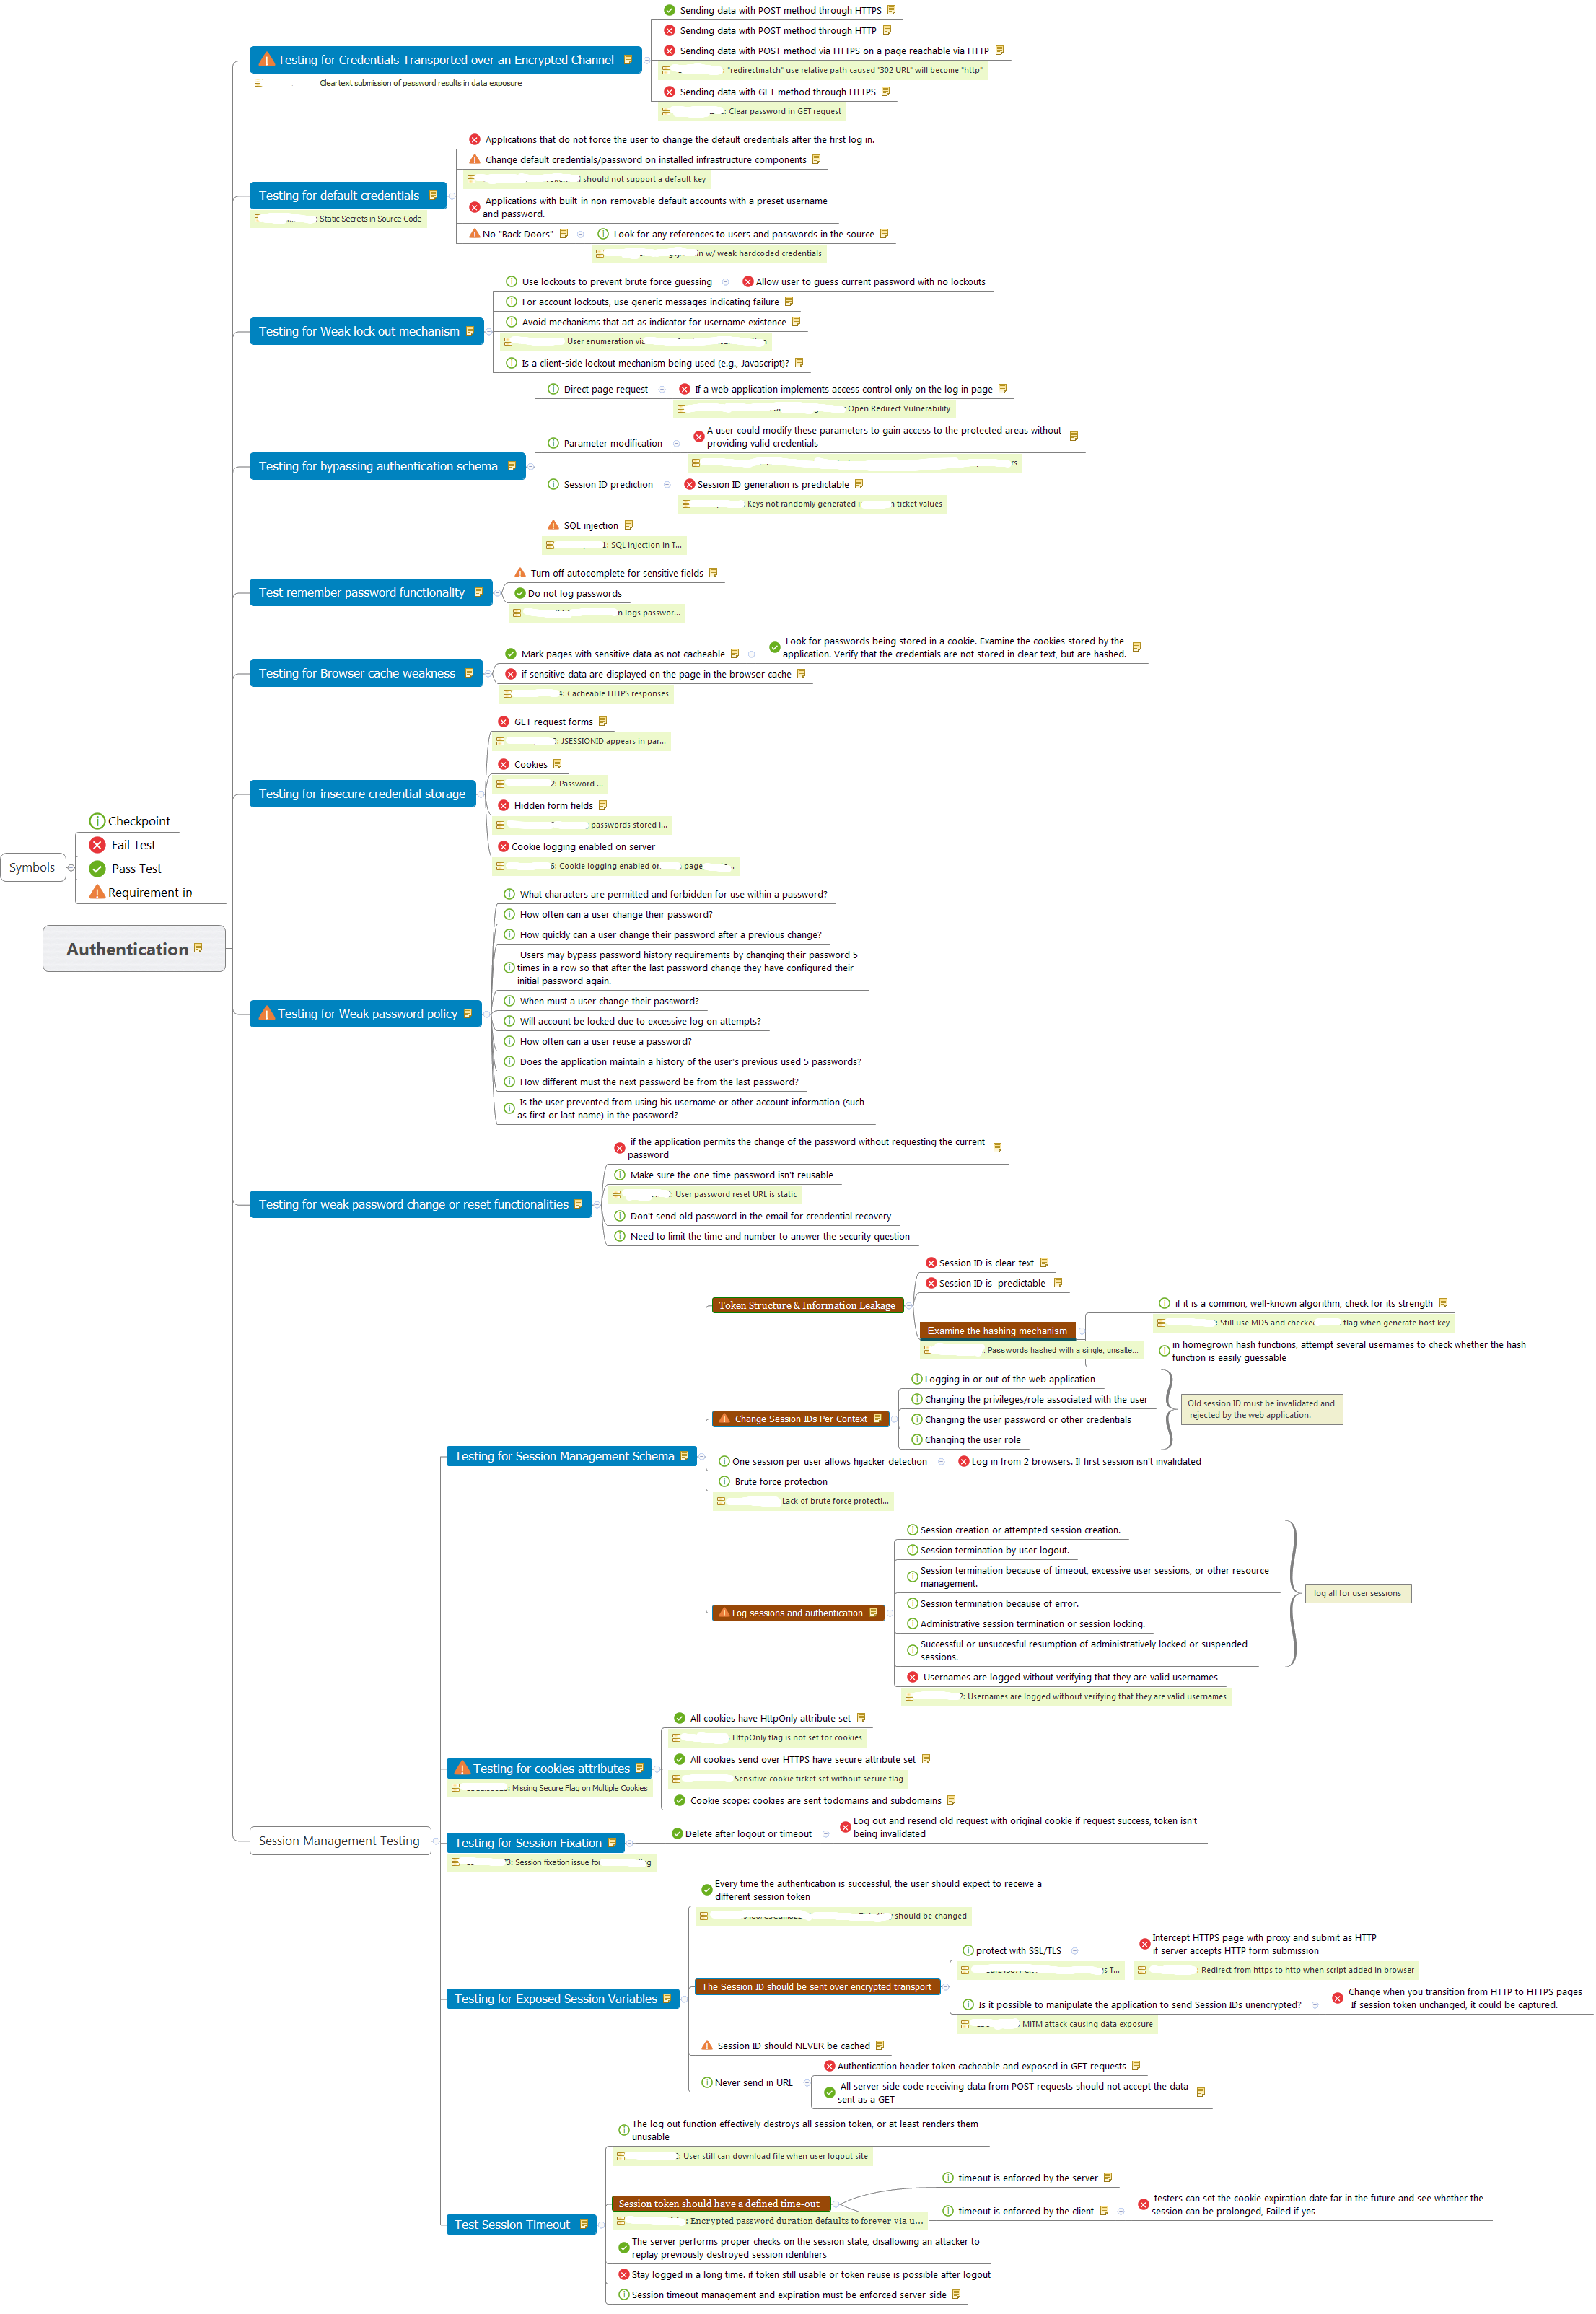 Sending data with POST method through HTTPS
Sending data with POST method through HTTP
Testing for Credentials Transported over an Encrypted Channel
Sending data with POST method via HTTPS on a page reachable via HTTP
: "redirectmatch" use relative path caused "302 URL" will become "http"
Cleartext submission of password results in data exposure
Sending data with GET method through HTTPS
: Clear password in GET request
Applications that do not force the user to change the default credentials after the first log in.
Change default credentials/password on installed infrastructure components
should not support a default key
Testing for default credentials
: Static Secrets in Source Code
Applications with built-in non-removable default accounts with a preset username
and password.
No "Back Doors"
Look for any references to users and passwords in the source
w/ weak hardcoded credentials
Use lockouts to prevent brute force guessing
Allow user to guess current password with no lockouts
For account lockouts, use generic messages indicating failure
Testing for Weak lock out mechanism
Avoid mechanisms that act as indicator for username existence
User enumeration
Is a client-side lockout mechanism being used (e.g., Javascript)?
Direct page request
If a web application implements access control only on the log in page
Open Redirect Vulnerability
Parameter modification
A user could modify these parameters to gain access to the protected areas without
providing valid credentials
Testing for bypassing authentication schema
Session ID prediction
Session ID generation is predictable
Keys not randomly generated
ticket values
SQL injection
1: SQL injection in T...
Test remember password functionality
Turn off autocomplete for sensitive fields
Do not log passwords
n logs passwor...
Testing for Browser cache weakness
Mark pages with sensitive data as not cacheable
Look for passwords being stored in a cookie. Examine the cookies stored by the
application. Verify that the credentials are not stored in clear text, but are hashed.
if sensitive data are displayed on the page in the browser cache
4: Cacheable HTTPS responses
GET request forms
: JSESSIONID appears in par...
Cookies
2: Password ...
Testing for insecure credential storage
Hidden form fields
passwords stored i...
Cookie logging enabled on server
6: Cookie logging enabled or
page
Symbols
Checkpoint
Fail Test
Pass Test
Requirement in
Authentication
What characters are permitted and forbidden for use within a password?
How often can a user change their password?
How quickly can a user change their password after a previous change?
Users may bypass password history requirements by changing their password 5
times in a row so that after the last password change they have configured their
initial password again.
When must a user change their password?
Testing for Weak password policy
Will account be locked due to excessive log on attempts?
How often can a user reuse a password?
Does the application maintain a history of the user's previous used 5 passwords?
How different must the next password be from the last password?
Is the user prevented from using his username or other account information (such
as first or last name) in the password?
Testing for weak password change or reset functionalities
if the application permits the change of the password without requesting the current
password
Make sure the one-time password isn't reusable
: User password reset URL is static
Don't send old password in the email for creadential recovery
Need to limit the time and number to answer the security question
Session Management Testing
Testing for Session Management Schema
Token Structure & Information Leakage
Session ID is clear-text
Session ID is predictable
Examine the hashing mechanism
: Passwords hashed with a single, unsalte...
if it is a common, well-known algorithm, check for its strength
: Still use MD5 and checked
flag when generate host key
in homegrown hash functions, attempt several usernames to check whether the hash
function is easily guessable
Change Session IDs Per Context
Logging in or out of the web application
Changing the privileges/role associated with the user
Changing the user password or other credentials
Changing the user role
Old session ID must be invalidated and
rejected by the web application.
One session per user allows hijacker detection
Log in from 2 browsers. If first session isn't invalidated
Brute force protection
Lack of brute force protecti...
Log sessions and authentication
Session creation or attempted session creation.
Session termination by user logout.
Session termination because of timeout, excessive user sessions, or other resource
management.
Session termination because of error.
Administrative session termination or session locking.
Successful or unsuccesful resumption of administratively locked or suspended
sessions.
log all for user sessions
Usernames are logged without verifying that they are valid usernames
2: Usernames are logged without verifying that they are valid usernames
Testing for cookies attributes
: Missing Secure Flag on Multiple Cookies
All cookies have HttpOnly attribute set
HttpOnly flag is not set for cookies
All cookies send over HTTPS have secure attribute set
Sensitive cookie ticket set without secure flag
Cookie scope: cookies are sent todomains and subdomains
Testing for Session Fixation
3: Session fixation issue for
Delete after logout or timeout
Log out and resend old request with original cookie if request success, token isn't
being invalidated
Testing for Exposed Session Variables
Every time the authentication is successful, the user should expect to receive a
different session token
should be changed
The Session ID should be sent over encrypted transport
protect with SSL/TLS
Intercept HTTPS page with proxy and submit as HTTP
if server accepts HTTP form submission
s T...
: Redirect from https to http when script added in browser
Is it possible to manipulate the application to send Session IDs unencrypted?
Change when you transition from HTTP to HTTPS pages
If session token unchanged, it could be captured.
: MiTM attack causing data exposure
Session ID should NEVER be cached
Never send in URL
Authentication header token cacheable and exposed in GET requests
All server side code receiving data from POST requests should not accept the data
sent as a GET
Test Session Timeout
The log out function effectively destroys all session token, or at least renders them
unusable
: User still can download file when user logout site
Session token should have a defined time-out
: Encrypted password duration defaults to forever via u...
timeout is enforced by the server
timeout is enforced by the client
testers can set the cookie expiration date far in the future and see whether the
session can be prolonged, Failed if yes
The server performs proper checks on the session state, disallowing an attacker to
replay previously destroyed session identifiers
Stay logged in a long time. if token still usable or token reuse is possible after logout
Session timeout management and expiration must be enforced server-side